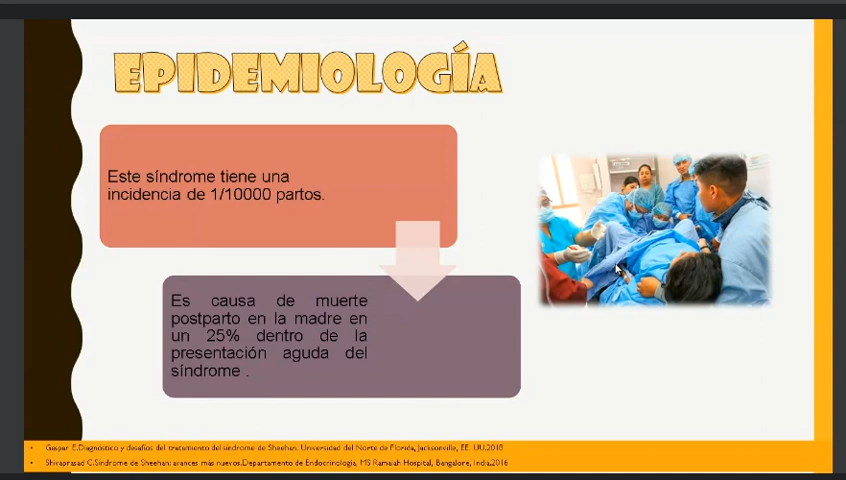 EPIDEMIOLOGÍA
Este síndrome tiene una
incidencia de 1/10000 partos.
Es causa de muerte
postparto en la madre en
un 25% dentro de la
presentación aguda del
síndrome .
• Gaspar E.Diagnóstico y desafíos del tratamiento del síndrome de Sheehan. Universidad del Norte de Florida, Jacksonville, EE. UU.2018
• Shivaprasad C.Síndrome de Sheehan: avances más nuevos.Departamento de Endocrinología, MS Ramaiah Hospital, Bangalore, India.2016